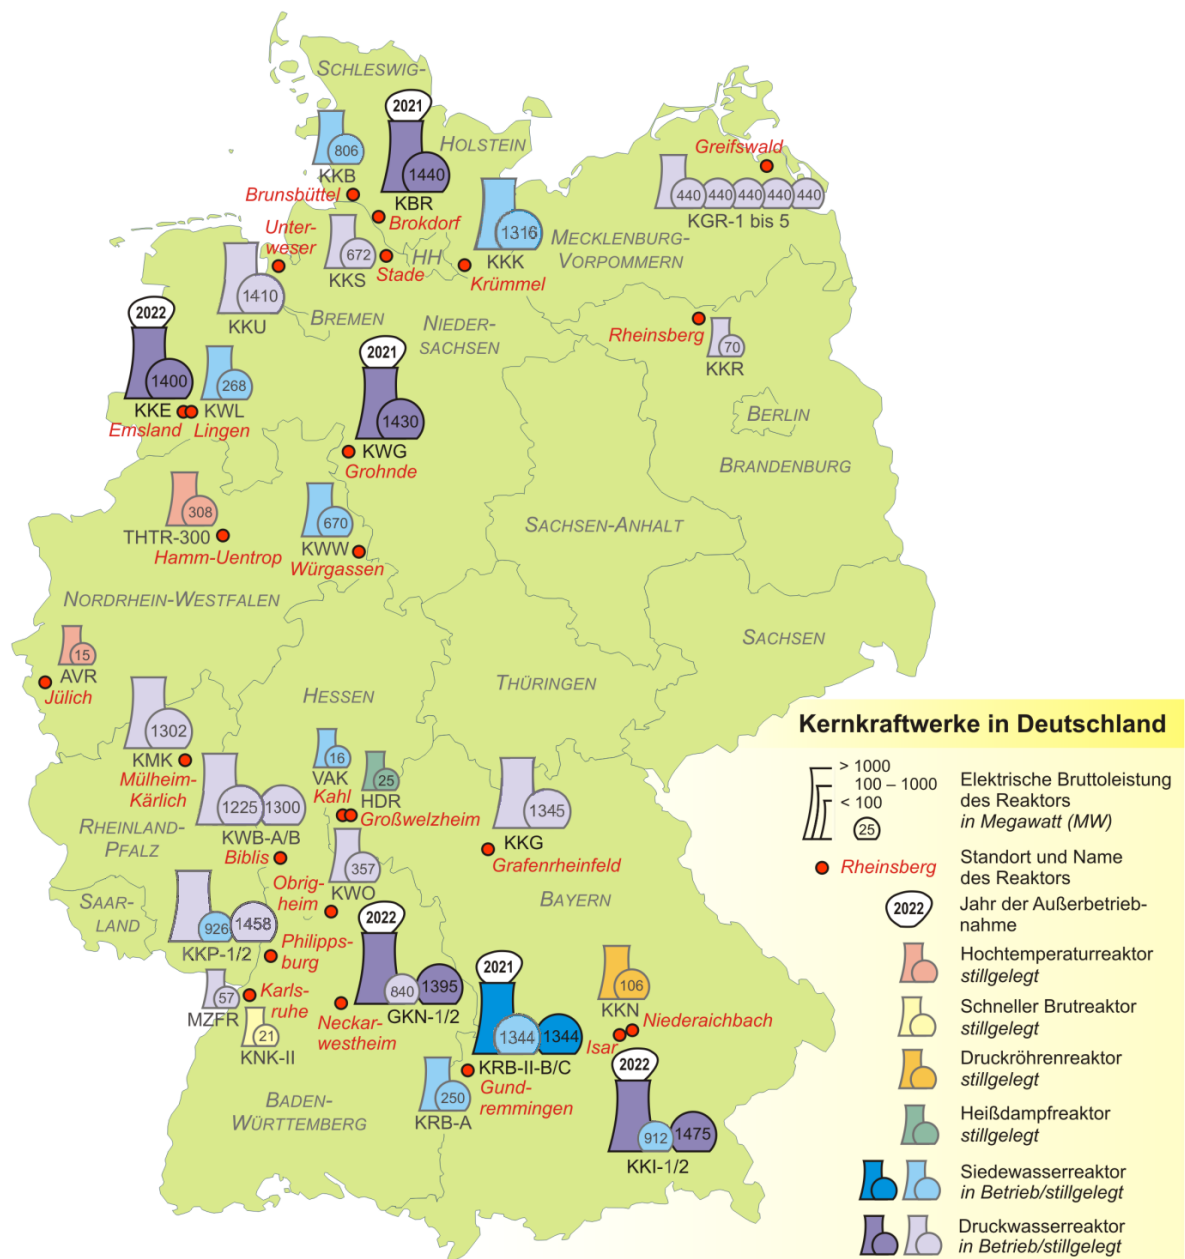 SCHLESWIG-
HOLSTEIN
2021
806
KKB
1440
KBR
Brunsbüttel
Brokdorf
Greifswald
440 440 440 440 440
KGR-1 bis 5
Unter-
weser
672
KKS
Stade
HH
1316
KKK
Krümmel
MECKLENBURG-
VORPOMMERN
1410
KKU
BREMEN
NIEDER-
SACHSEN
Rheinsberg
70
KKR
2022
1400
KKE
Emsland
268
KWL
Lingen
2021
1430
KWG
Grohnde
BERLIN
BRANDENBURG
308
THTR-300
Hamm-Uentrop
670
KWW
Würgassen
SACHSEN-ANHALT
NORDRHEIN-WESTFALEN
SACHSEN
15
AVR
Jülich
HESSEN
THÜRINGEN
1302
KMK
Mülheim-
Kärlich
16
VAK
Kahl
25
HDR
Großwelzheim
1225 1300
KWB-A/B
Biblis
1345
KKG
Grafenrheinfeld
RHEINLAND-
PFALZ
357
KWO
Obrig-
heim
BAYERN
SAAR-
LAND
926 1458
KKP-1/2
Philipps-
burg
2022
840 1395
GKN-1/2
Neckar-
westheim
57
MZFR
Karls-
ruhe
21
KNK-II
2021
1344 1344
KRB-II-B/C
Gund-
remmingen
250
KRB-A
106
KKN
Niederaichbach
Isar
2022
912 1475
KKI-1/2
BADEN-
WÜRTTEMBERG
Kernkraftwerke in Deutschland
> 1000
100 – 1000
< 100
25
Elektrische Bruttoleistung
des Reaktors
in Megawatt (MW)
Rheinsberg
Standort und Name
des Reaktors
2022
Jahr der Außerbetrieb-
nahme
Hochtemperaturreaktor
stillgelegt
Schneller Brutreaktor
stillgelegt
Druckröhrenreaktor
stillgelegt
Heißdampfreaktor
stillgelegt
Siedewasserreaktor
in Betrieb/stillgelegt
Druckwasserreaktor
in Betrieb/stillgelegt